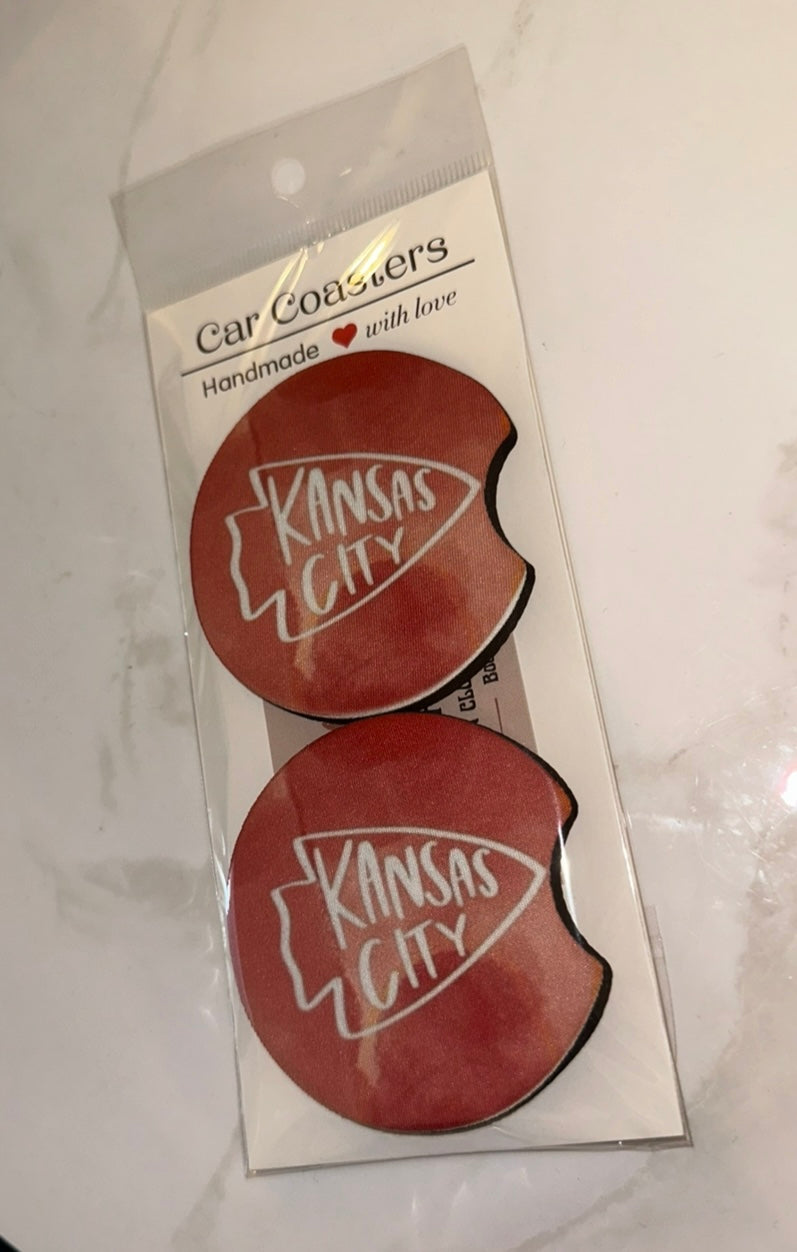 Car Coasters
Handmade ❤ with love
KANSAS
CITY
KANSAS
CITY